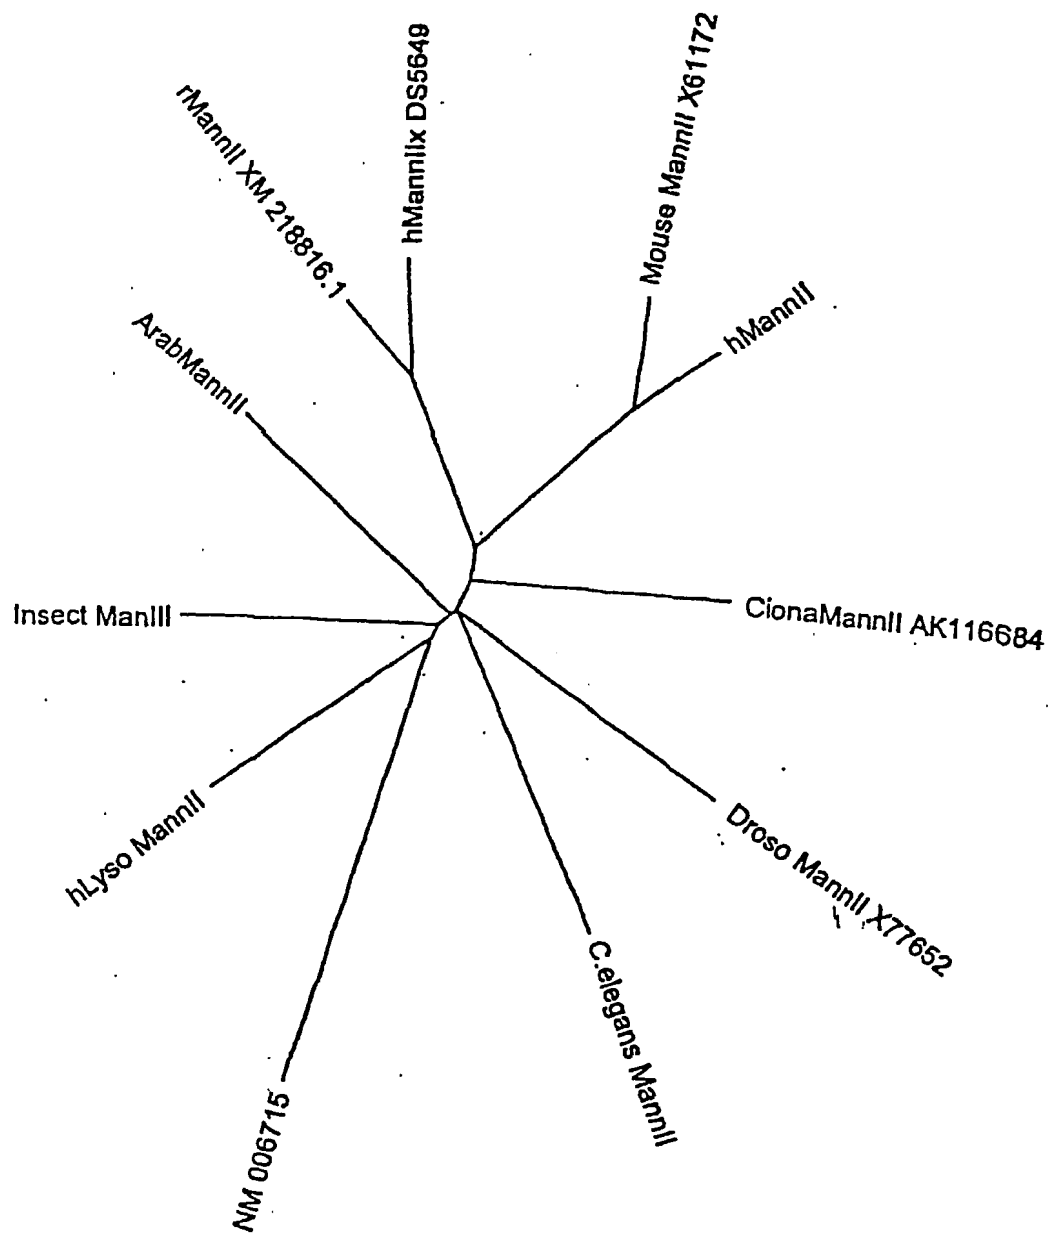 hMannIIx DS5649
Mouse MannII X61172
rMannII XM 218816.1
hMannII
ArabMannII
Insect ManIII
CionaMannII AK116684
hLyso MannII
Droso MannII X77652
C.elegans MannII
NM 006715